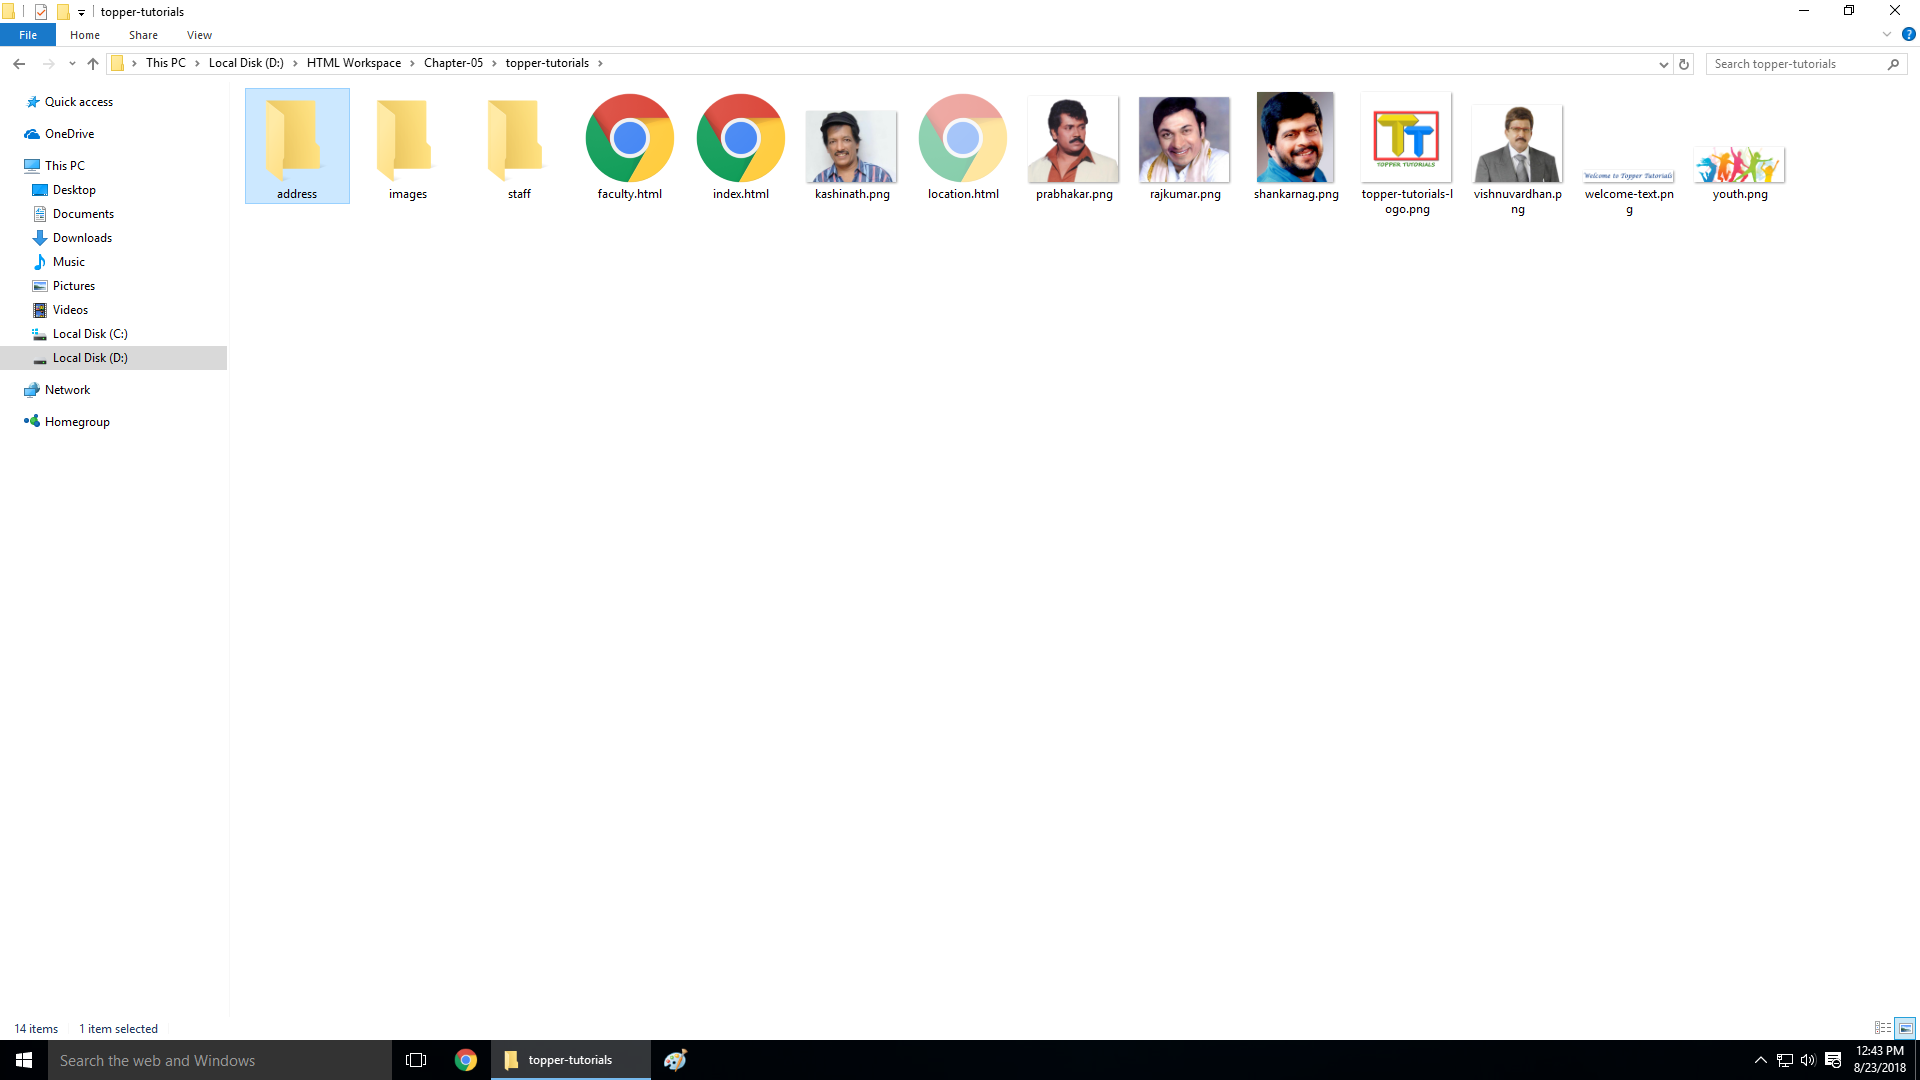 topper-tutorials
File Home Share View
This PC Local Disk (D:) HTML Workspace Chapter-05 topper-tutorials
Search topper-tutorials
Quick access
OneDrive
This PC
Desktop
Documents
Downloads
Music
Pictures
Videos
Local Disk (C:)
Local Disk (D:)
Network
Homegroup
TOPPER TUTORIALS
Welcome to Topper Tutorials
address
images
staff
faculty.html
index.html
kashinath.png
location.html
prabhakar.png
rajkumar.png
shankarnag.png
topper-tutorials-l
ogo.png
vishnuvardhan.p
ng
welcome-text.pn
g
youth.png
14 items 1 item selected
Search the web and Windows
topper-tutorials
12:43 PM
8/23/2018